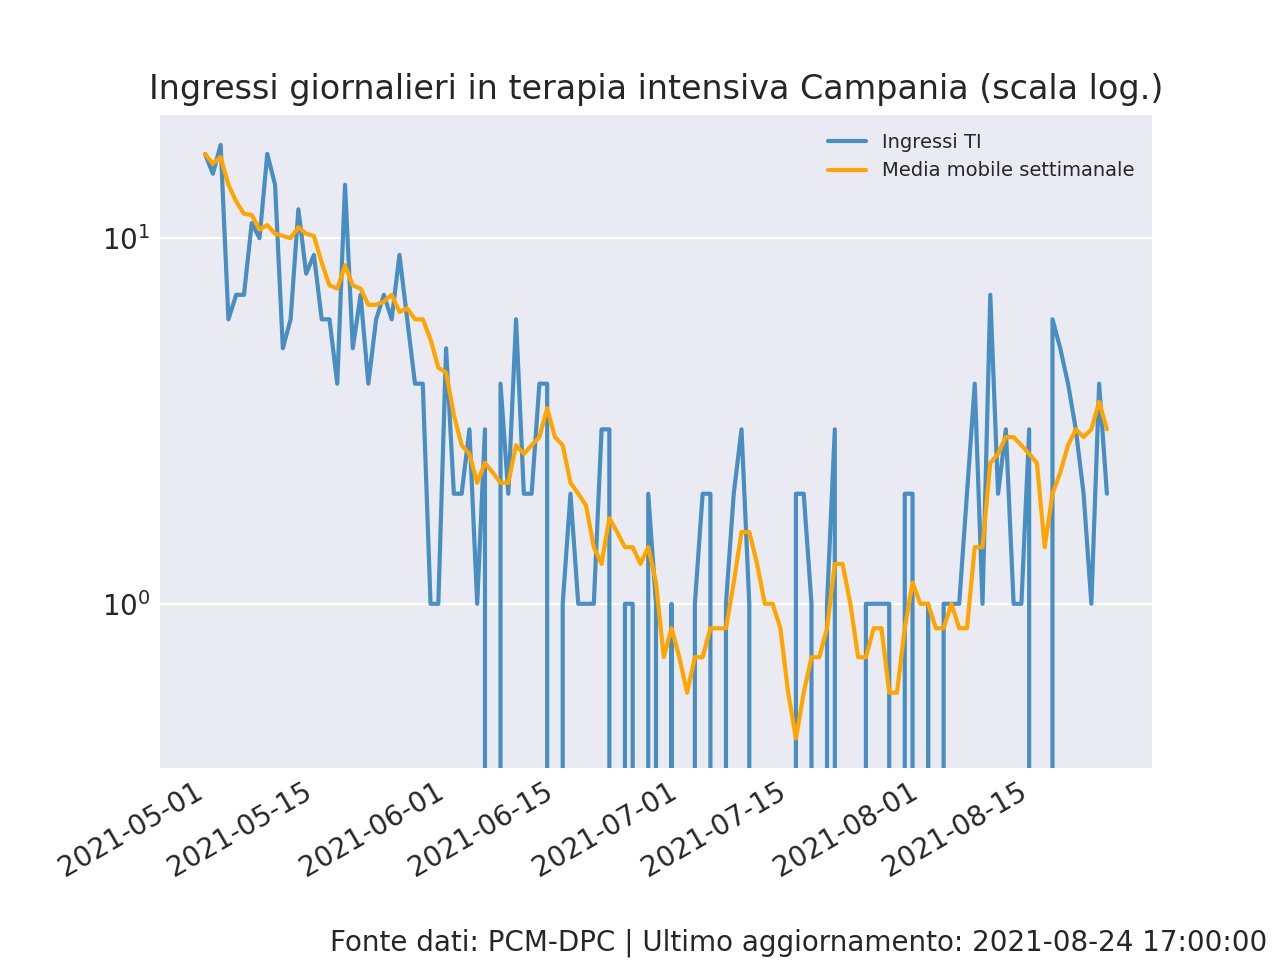 Ingressi giornalieri in terapia intensiva Campania (scala log.)
Ingressi TI
Media mobile settimanale
10¹
10⁰
2021-05-01
2021-05-15
2021-06-01
2021-06-15
2021-07-01
2021-07-15
2021-08-01
2021-08-15
Fonte dati: PCM-DPC | Ultimo aggiornamento: 2021-08-24 17:00:00